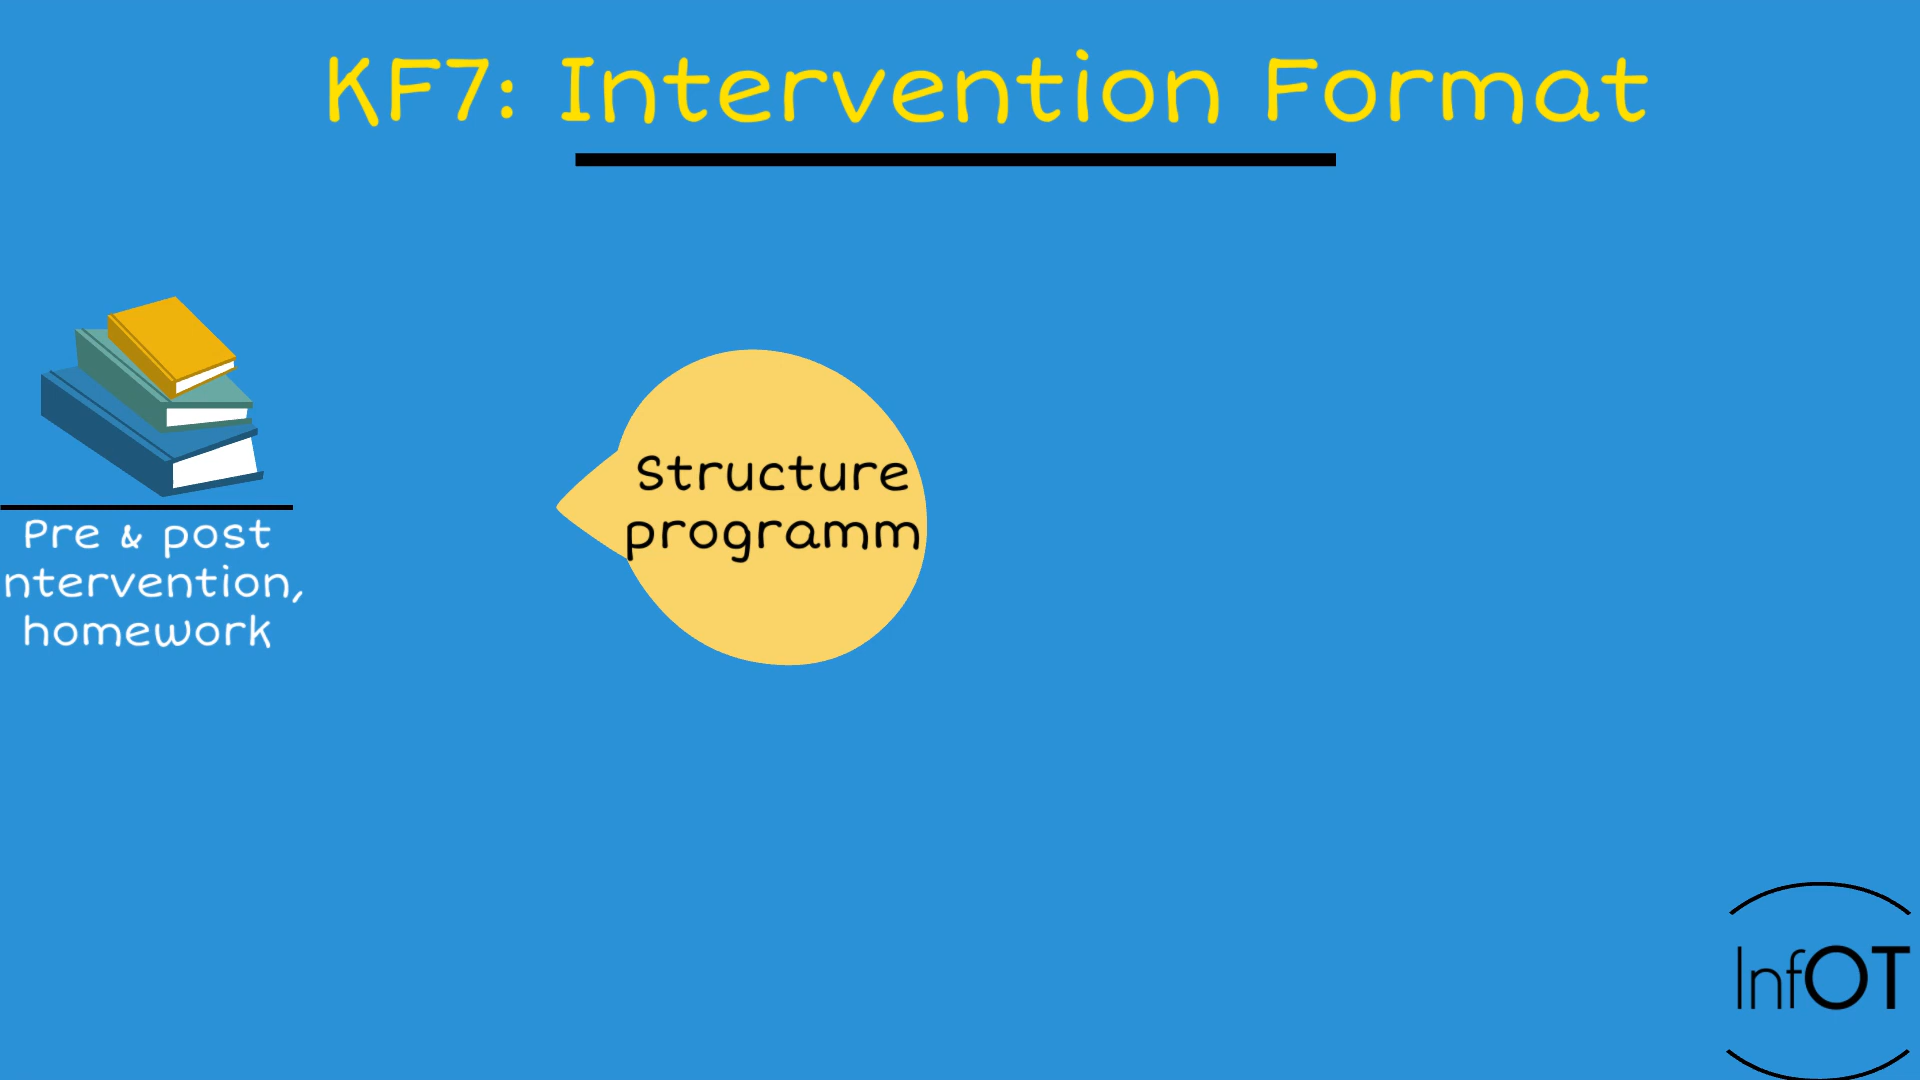 KF7: Intervention Format
Structure
programm
Pre & post
ntervention,
homework
InfOT